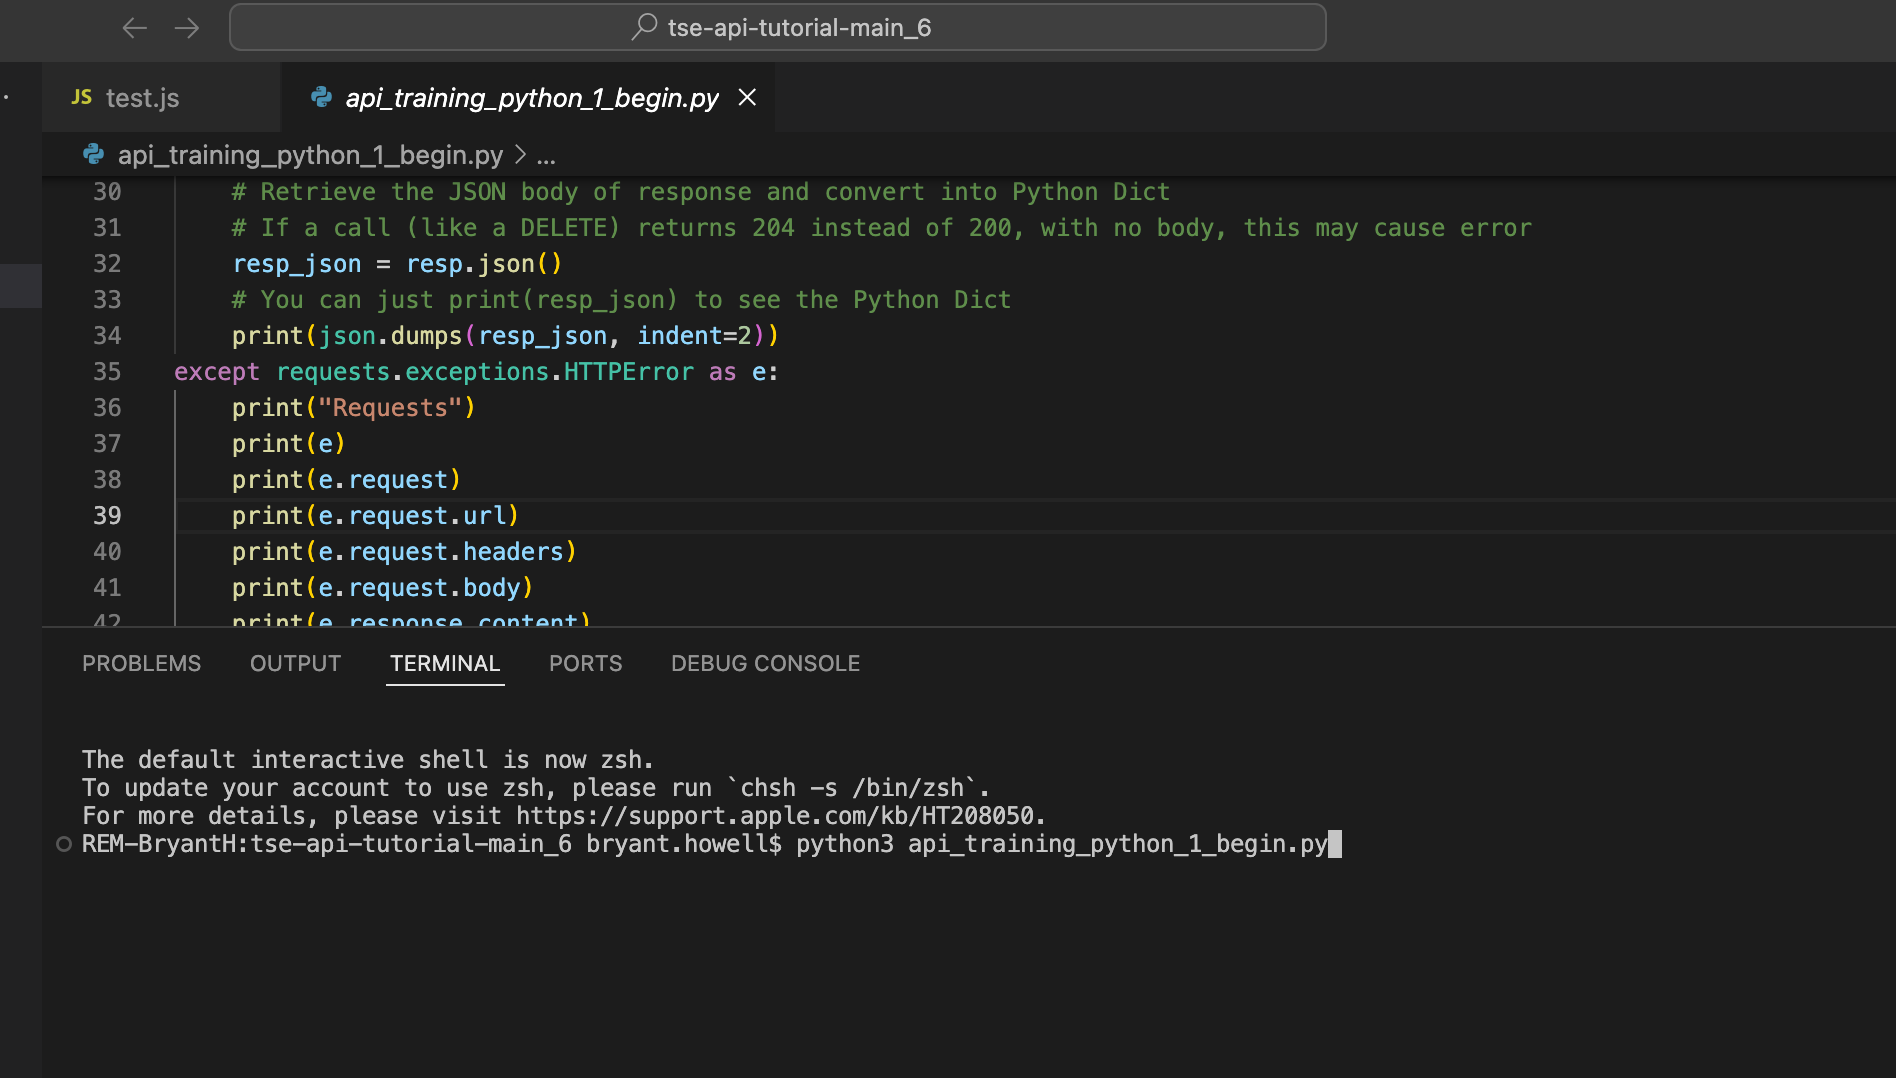 tse-api-tutorial-main_6
JS test.js
api_training_python_1_begin.py
api_training_python_1_begin.py > ...
30 # Retrieve the JSON body of response and convert into Python Dict
31 # If a call (like a DELETE) returns 204 instead of 200, with no body, this may cause error
32 resp_json = resp.json()
33 # You can just print(resp_json) to see the Python Dict
34 print(json.dumps(resp_json, indent=2))
35 except requests.exceptions.HTTPError as e:
36 print("Requests")
37 print(e)
38 print(e.request)
39 print(e.request.url)
40 print(e.request.headers)
41 print(e.request.body)
42 print(e.response.content)
PROBLEMS OUTPUT TERMINAL PORTS DEBUG CONSOLE
The default interactive shell is now zsh.
To update your account to use zsh, please run `chsh -s /bin/zsh`.
For more details, please visit https://support.apple.com/kb/HT208050.
REM-BryantH:tse-api-tutorial-main_6 bryant.howell$ python3 api_training_python_1_begin.py